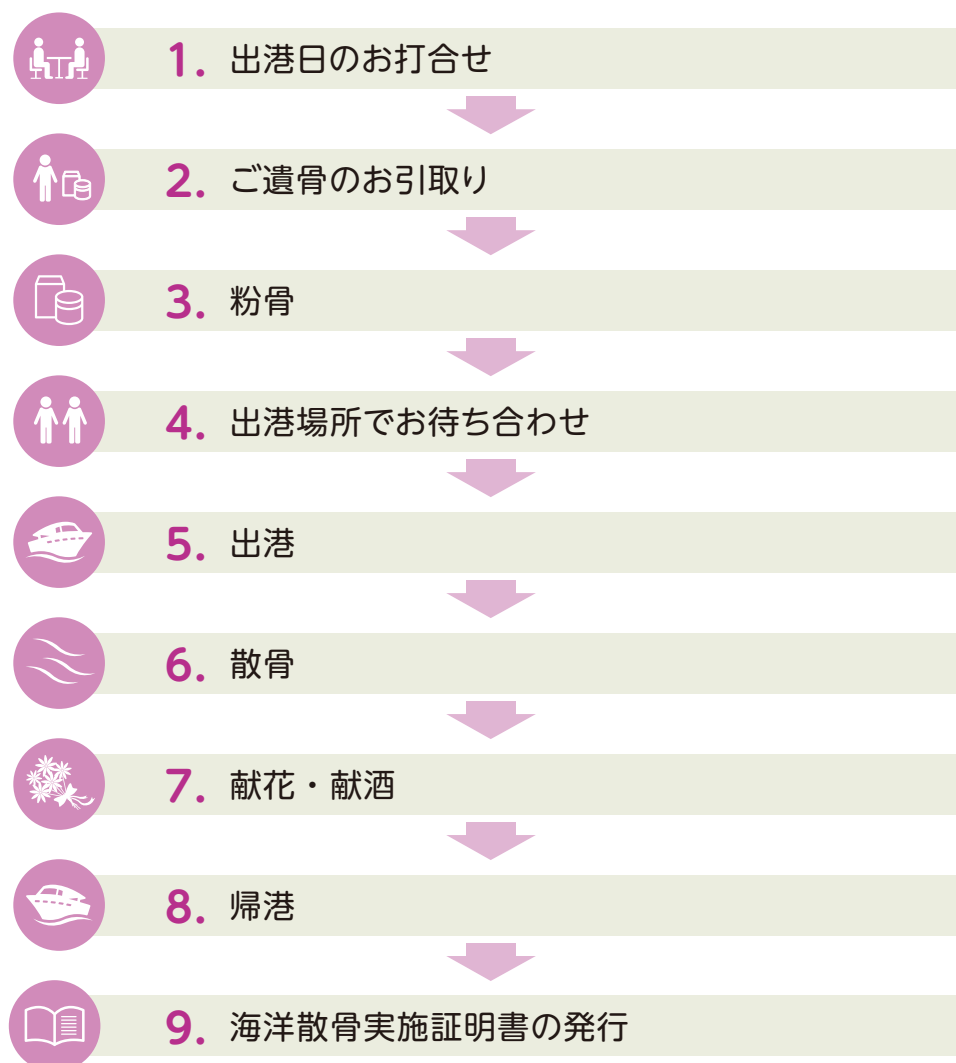 1. 出港日のお打合せ
2. ご遺骨のお引取り
3. 粉骨
4. 出港場所でお待ち合わせ
5. 出港
6. 散骨
7. 献花・献酒
8. 帰港
9. 海洋散骨実施証明書の発行